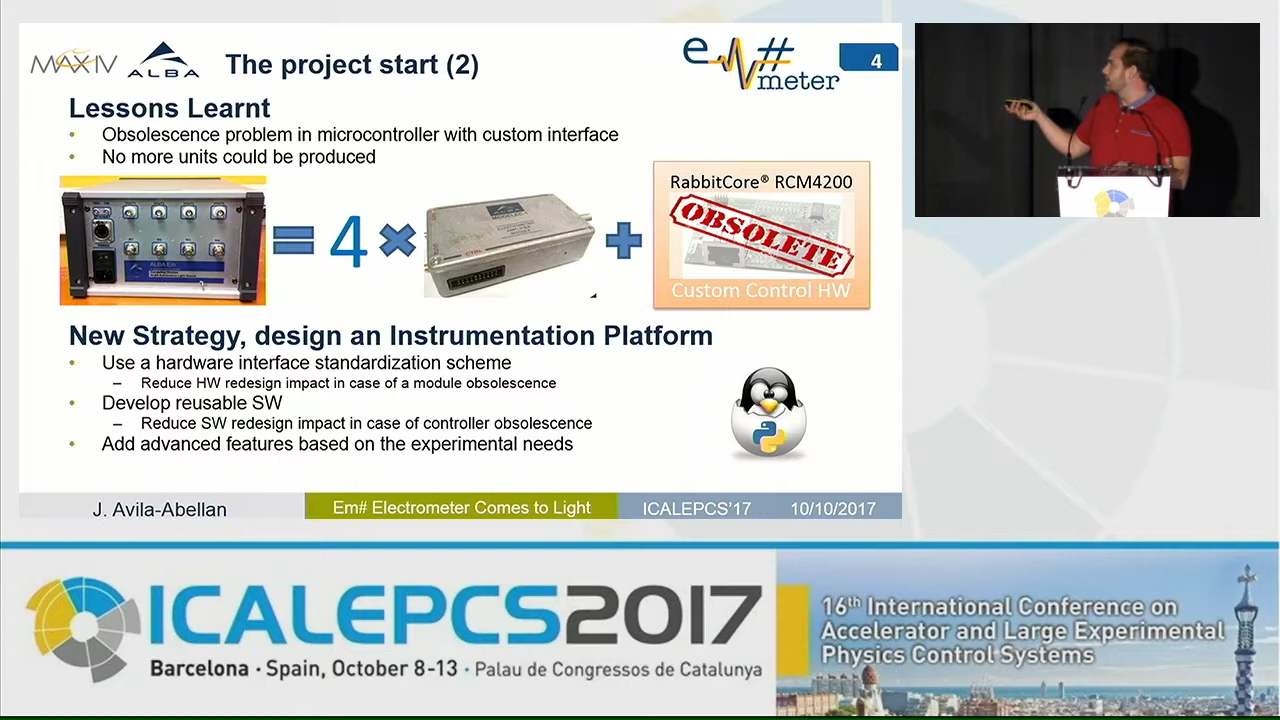 MAXIV
ALBA
The project start (2)
e # meter
4
Lessons Learnt
• Obsolescence problem in microcontroller with custom interface
• No more units could be produced
= 4 × +
RabbitCore® RCM4200
OBSOLETE
Custom Control HW
New Strategy, design an Instrumentation Platform
• Use a hardware interface standardization scheme
– Reduce HW redesign impact in case of a module obsolescence
• Develop reusable SW
– Reduce SW redesign impact in case of controller obsolescence
• Add advanced features based on the experimental needs
J. Avila-Abellan
Em# Electrometer Comes to Light
ICALEPCS'17
10/10/2017
ICALEPCS2017
Barcelona · Spain, October 8-13 · Palau de Congressos de Catalunya
16th International Conference on
Accelerator and Large Experimental
Physics Control Systems